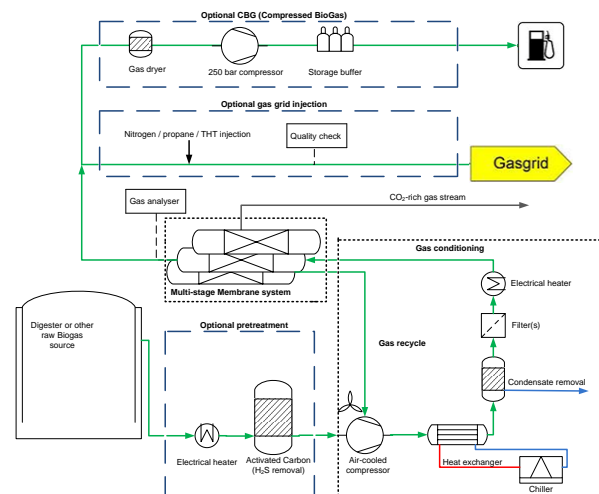 Optional CBG (Compressed BioGas)
Gas dryer
250 bar compressor
Storage buffer
Optional gas grid injection
Nitrogen / propane / THT injection
Quality check
Gasgrid
Gas analyser
CO₂-rich gas stream
Gas conditioning
Multi-stage Membrane system
Electrical heater
Digester or other
raw Biogas
source
Optional pretreatment
Gas recycle
Filter(s)
Condensate removal
Electrical heater
Activated Carbon
(H₂S removal)
Air-cooled
compressor
Heat exchanger
Chiller